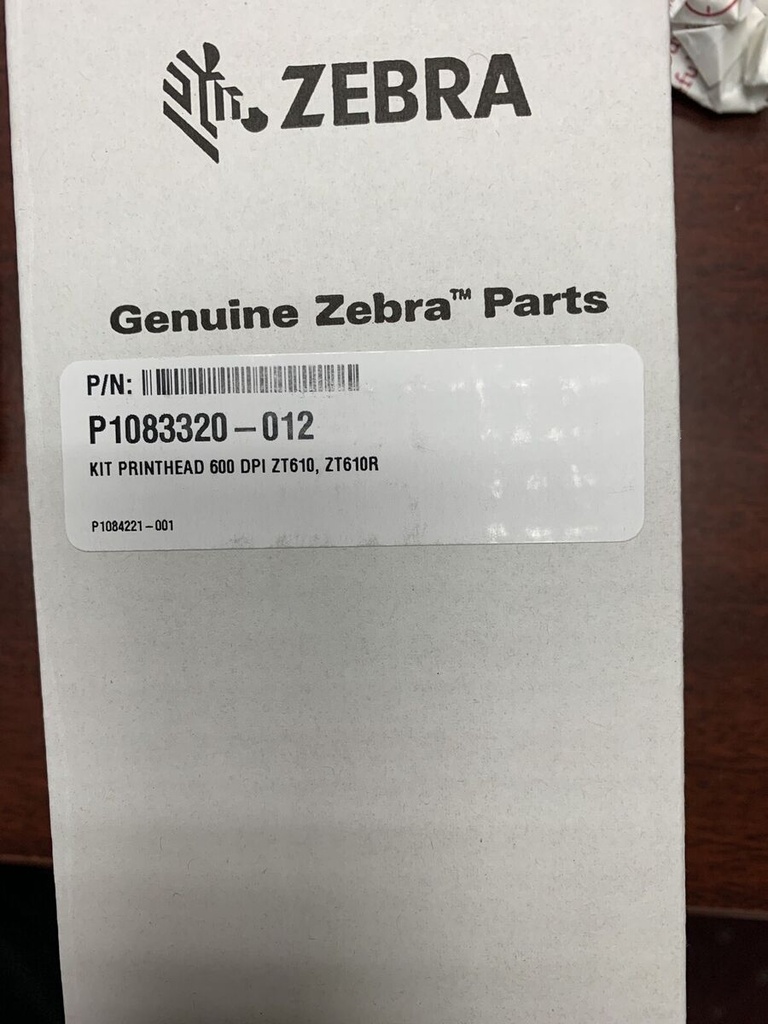 ZEBRA
Genuine Zebra™ Parts
P/N:
P1083320-012
KIT PRINTHEAD 600 DPI ZT610, ZT610R
P1084221-001